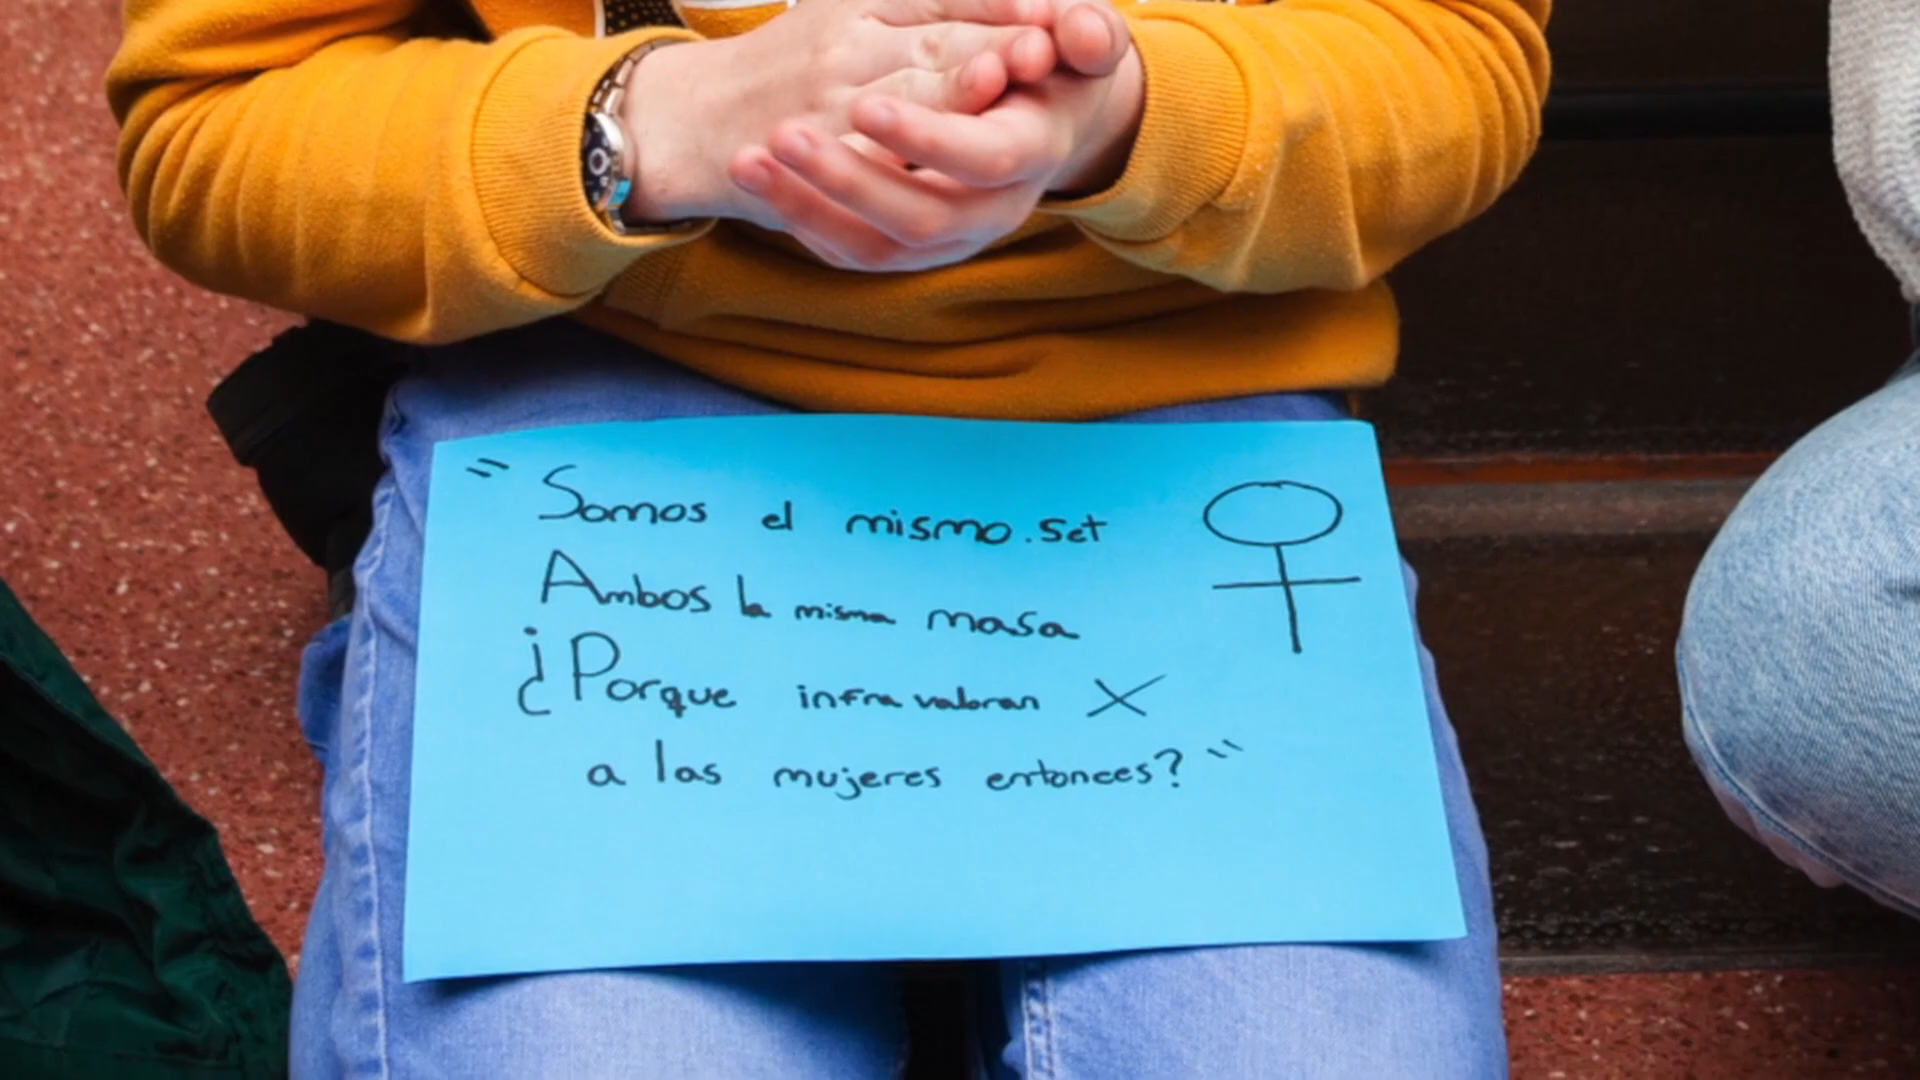 "Somos el mismo.set
Ambos la misma masa
¿Porque infravaloran X
a las mujeres entonces?"